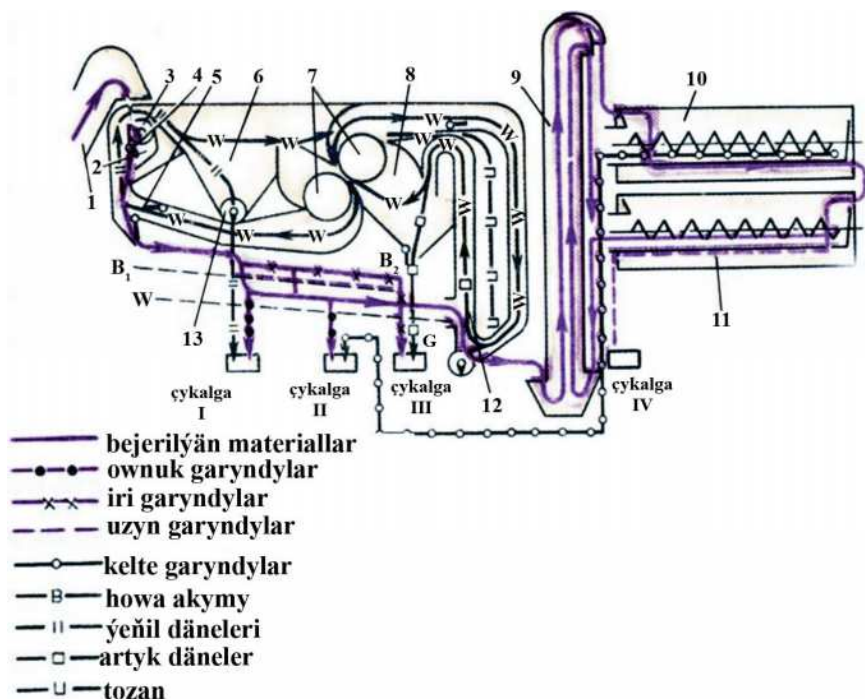 3 4 5 6 7 8 9 10
2
1
W W W
W
W W W
W W
W
W
W W W
B₁
B₂
W
G
13
12
11
çykalga I
çykalga II
çykalga III
çykalga IV
bejerilýän materiallar
ownuk garyndylar
iri garyndylar
uzyn garyndylar
kelte garyndylar
B howa akymy
ýeňil däneleri
artyk däneler
tozan